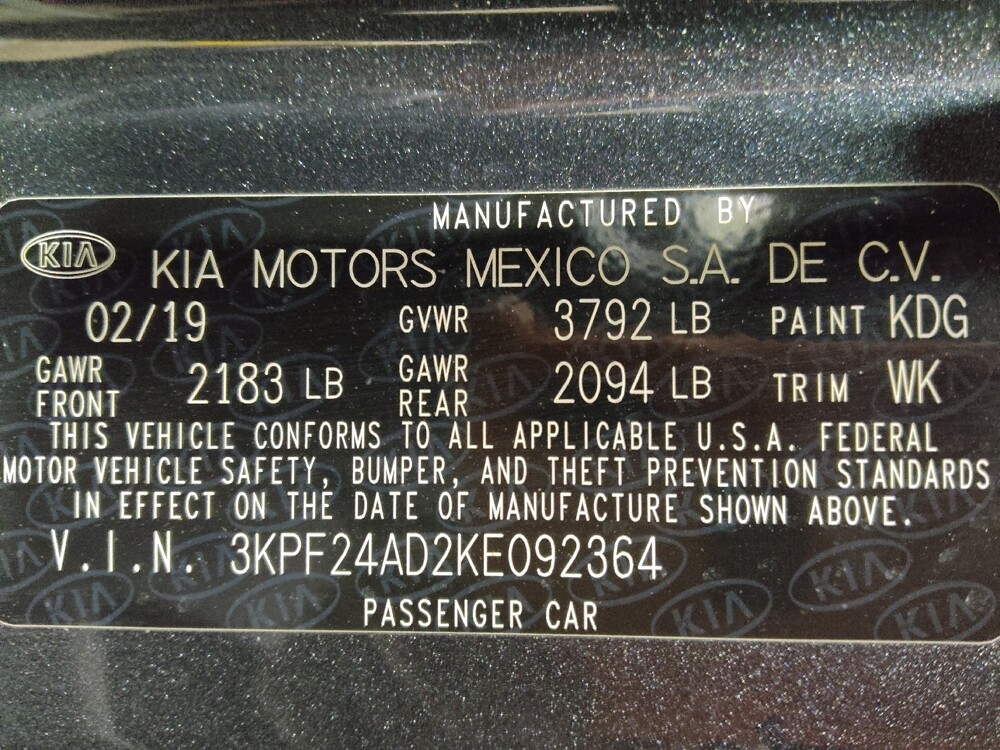 MANUFACTURED BY
KIA KIA MOTORS MEXICO S.A. DE C.V.
02/19 GVWR 3792 LB PAINT KDG
GAWR FRONT 2183 LB GAWR REAR 2094 LB TRIM WK
THIS VEHICLE CONFORMS TO ALL APPLICABLE U.S.A. FEDERAL
MOTOR VEHICLE SAFETY, BUMPER, AND THEFT PREVENTION STANDARDS
IN EFFECT ON THE DATE OF MANUFACTURE SHOWN ABOVE.
V.I.N. 3KPF24AD2KE092364
PASSENGER CAR